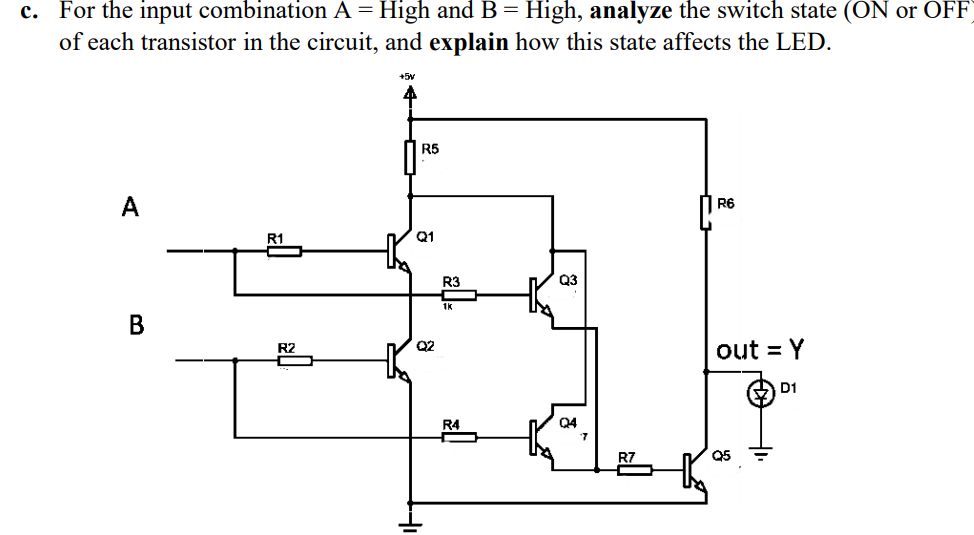 c. For the input combination A = High and B = High, analyze the switch state (ON or OFF)
of each transistor in the circuit, and explain how this state affects the LED.
+5v
R5
A
R6
R1
Q1
R3
Q3
1k
B
R2
Q2
out = Y
D1
R4
Q4
7
R7
Q5